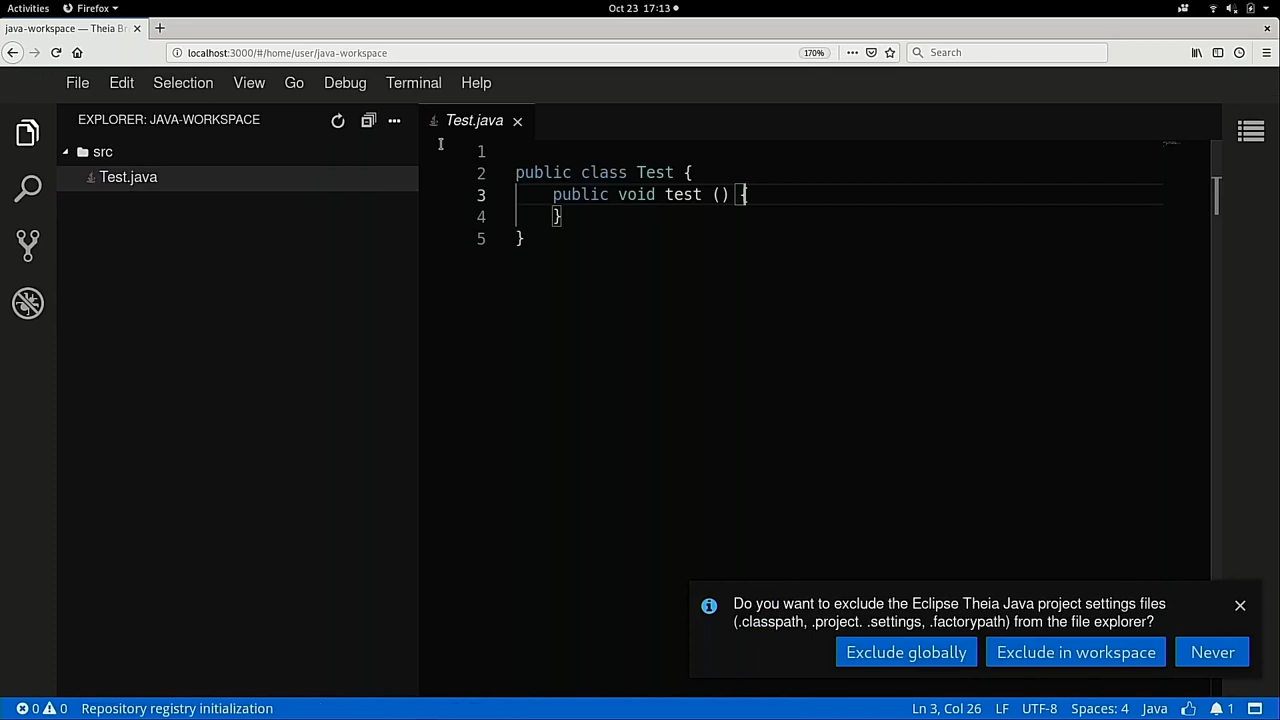 Activities Firefox Oct 23 17:13
java-workspace — Theia Br
localhost:3000/#/home/user/java-workspace 170% Search
File Edit Selection View Go Debug Terminal Help
EXPLORER: JAVA-WORKSPACE
src
Test.java
Test.java
1
2 public class Test {
3 public void test () {
4 }
5 }
Do you want to exclude the Eclipse Theia Java project settings files
(.classpath, .project. .settings, .factorypath) from the file explorer?
Exclude globally Exclude in workspace Never
0 0 Repository registry initialization Ln 3, Col 26 LF UTF-8 Spaces: 4 Java 1